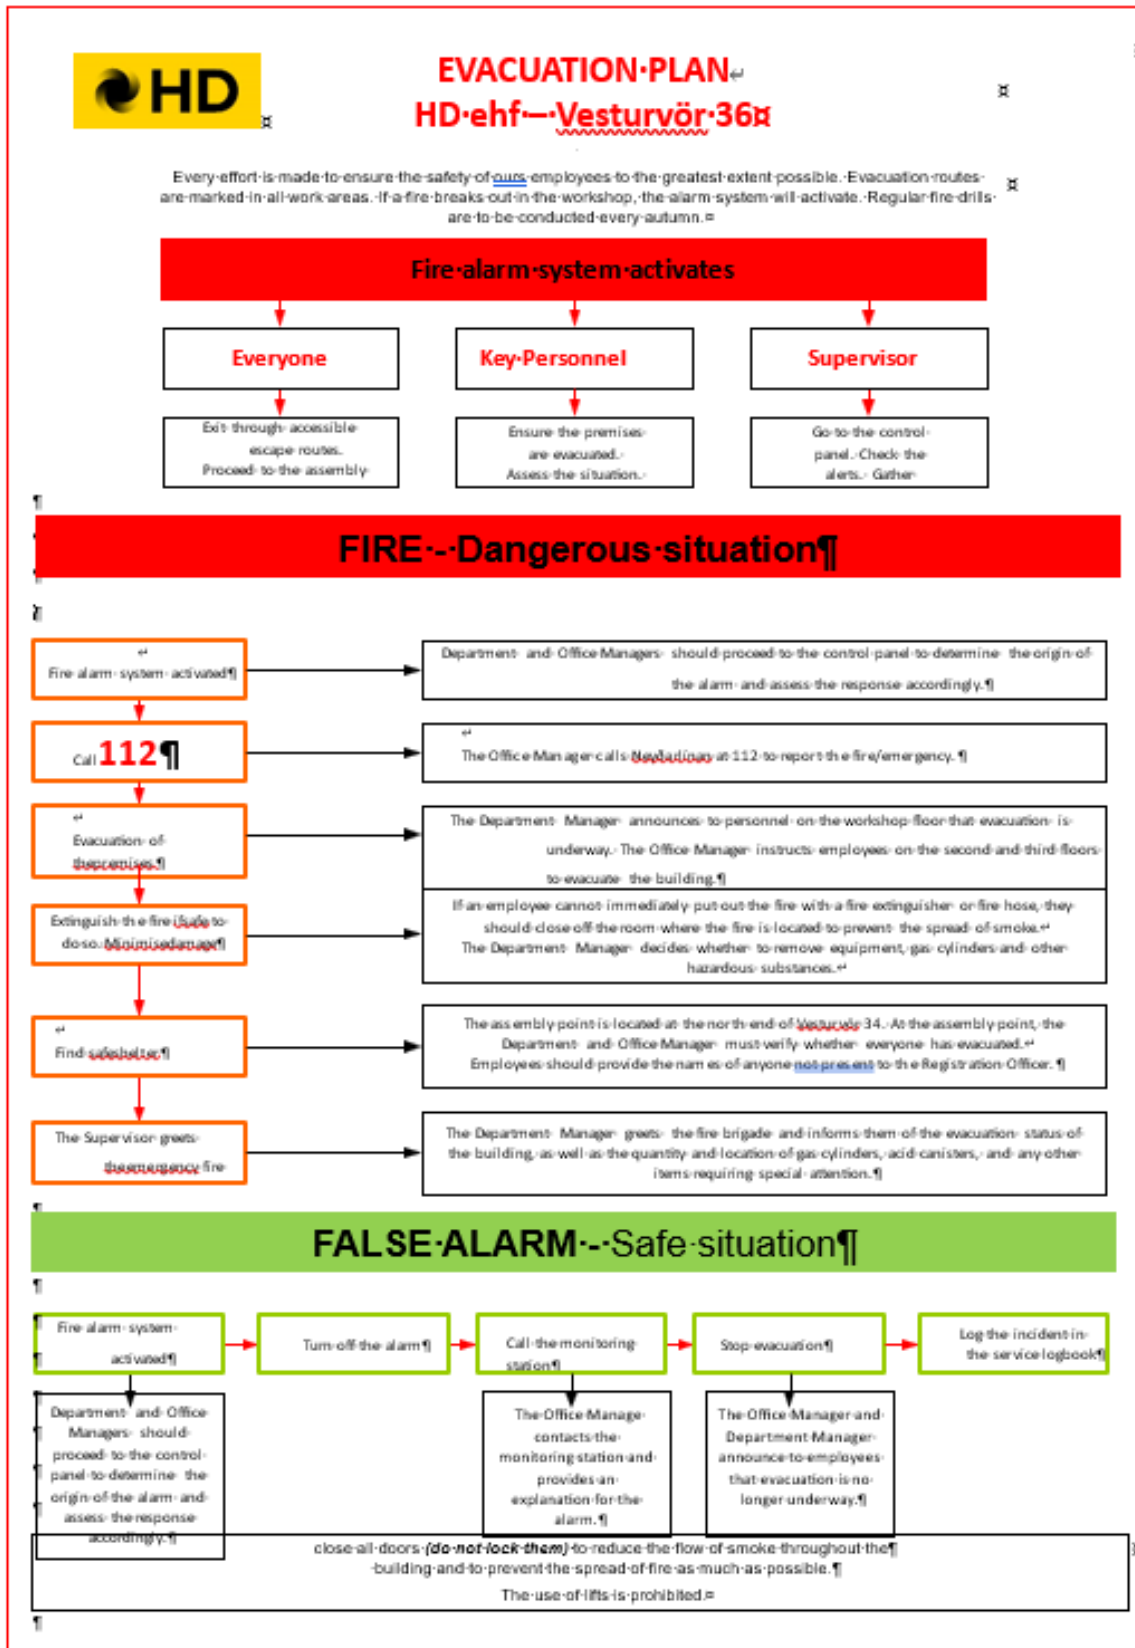 HD
EVACUATION PLAN
HD ehf – Vesturvör 36
Every effort is made to ensure the safety of ours employees to the greatest extent possible. Evacuation routes
are marked in all work areas. If a fire breaks out in the workshop, the alarm system will activate. Regular fire drills
are to be conducted every autumn.
Fire alarm system activates
Everyone
Key Personnel
Supervisor
Exit through accessible
escape routes.
Proceed to the assembly
Ensure the premises
are evacuated.
Assess the situation.
Go to the control
panel. Check the
alerts. Gather
FIRE - Dangerous situation
Fire alarm system activated
Department and Office Managers should proceed to the control panel to determine the origin of
the alarm and assess the response accordingly.
Call 112
The Office Manager calls Neyðarlínan at 112 to report the fire/emergency.
Evacuation of
thepremises.
The Department Manager announces to personnel on the workshop floor that evacuation is
underway. The Office Manager instructs employees on the second and third floors
to evacuate the building.
Extinguish the fire ifsafe to
do so. Minimisedamage
If an employee cannot immediately put out the fire with a fire extinguisher or fire hose, they
should close off the room where the fire is located to prevent the spread of smoke.
The Department Manager decides whether to remove equipment, gas cylinders and other
hazardous substances.
Find safeshelter.
The assembly point is located at the north end of Vesturvör 34. At the assembly point, the
Department and Office Manager must verify whether everyone has evacuated.
Employees should provide the names of anyone not present to the Registration Officer.
The Supervisor greets
theemergency fire
The Department Manager greets the fire brigade and informs them of the evacuation status of
the building, as well as the quantity and location of gas cylinders, acid canisters, and any other
items requiring special attention.
FALSE ALARM - Safe situation
Fire alarm system
activated
Turn off the alarm
Call the monitoring
station
Stop evacuation
Log the incident in
the service logbook
Department and Office
Managers should
proceed to the control
panel to determine the
origin of the alarm and
assess the response
accordingly.
The Office Manage
contacts the
monitoring station and
provides an
explanation for the
alarm.
The Office Manager and
Department Manager
announce to employees
that evacuation is no
longer underway.
close all doors (do not lock them) to reduce the flow of smoke throughout the
building and to prevent the spread of fire as much as possible.
The use of lifts is prohibited.